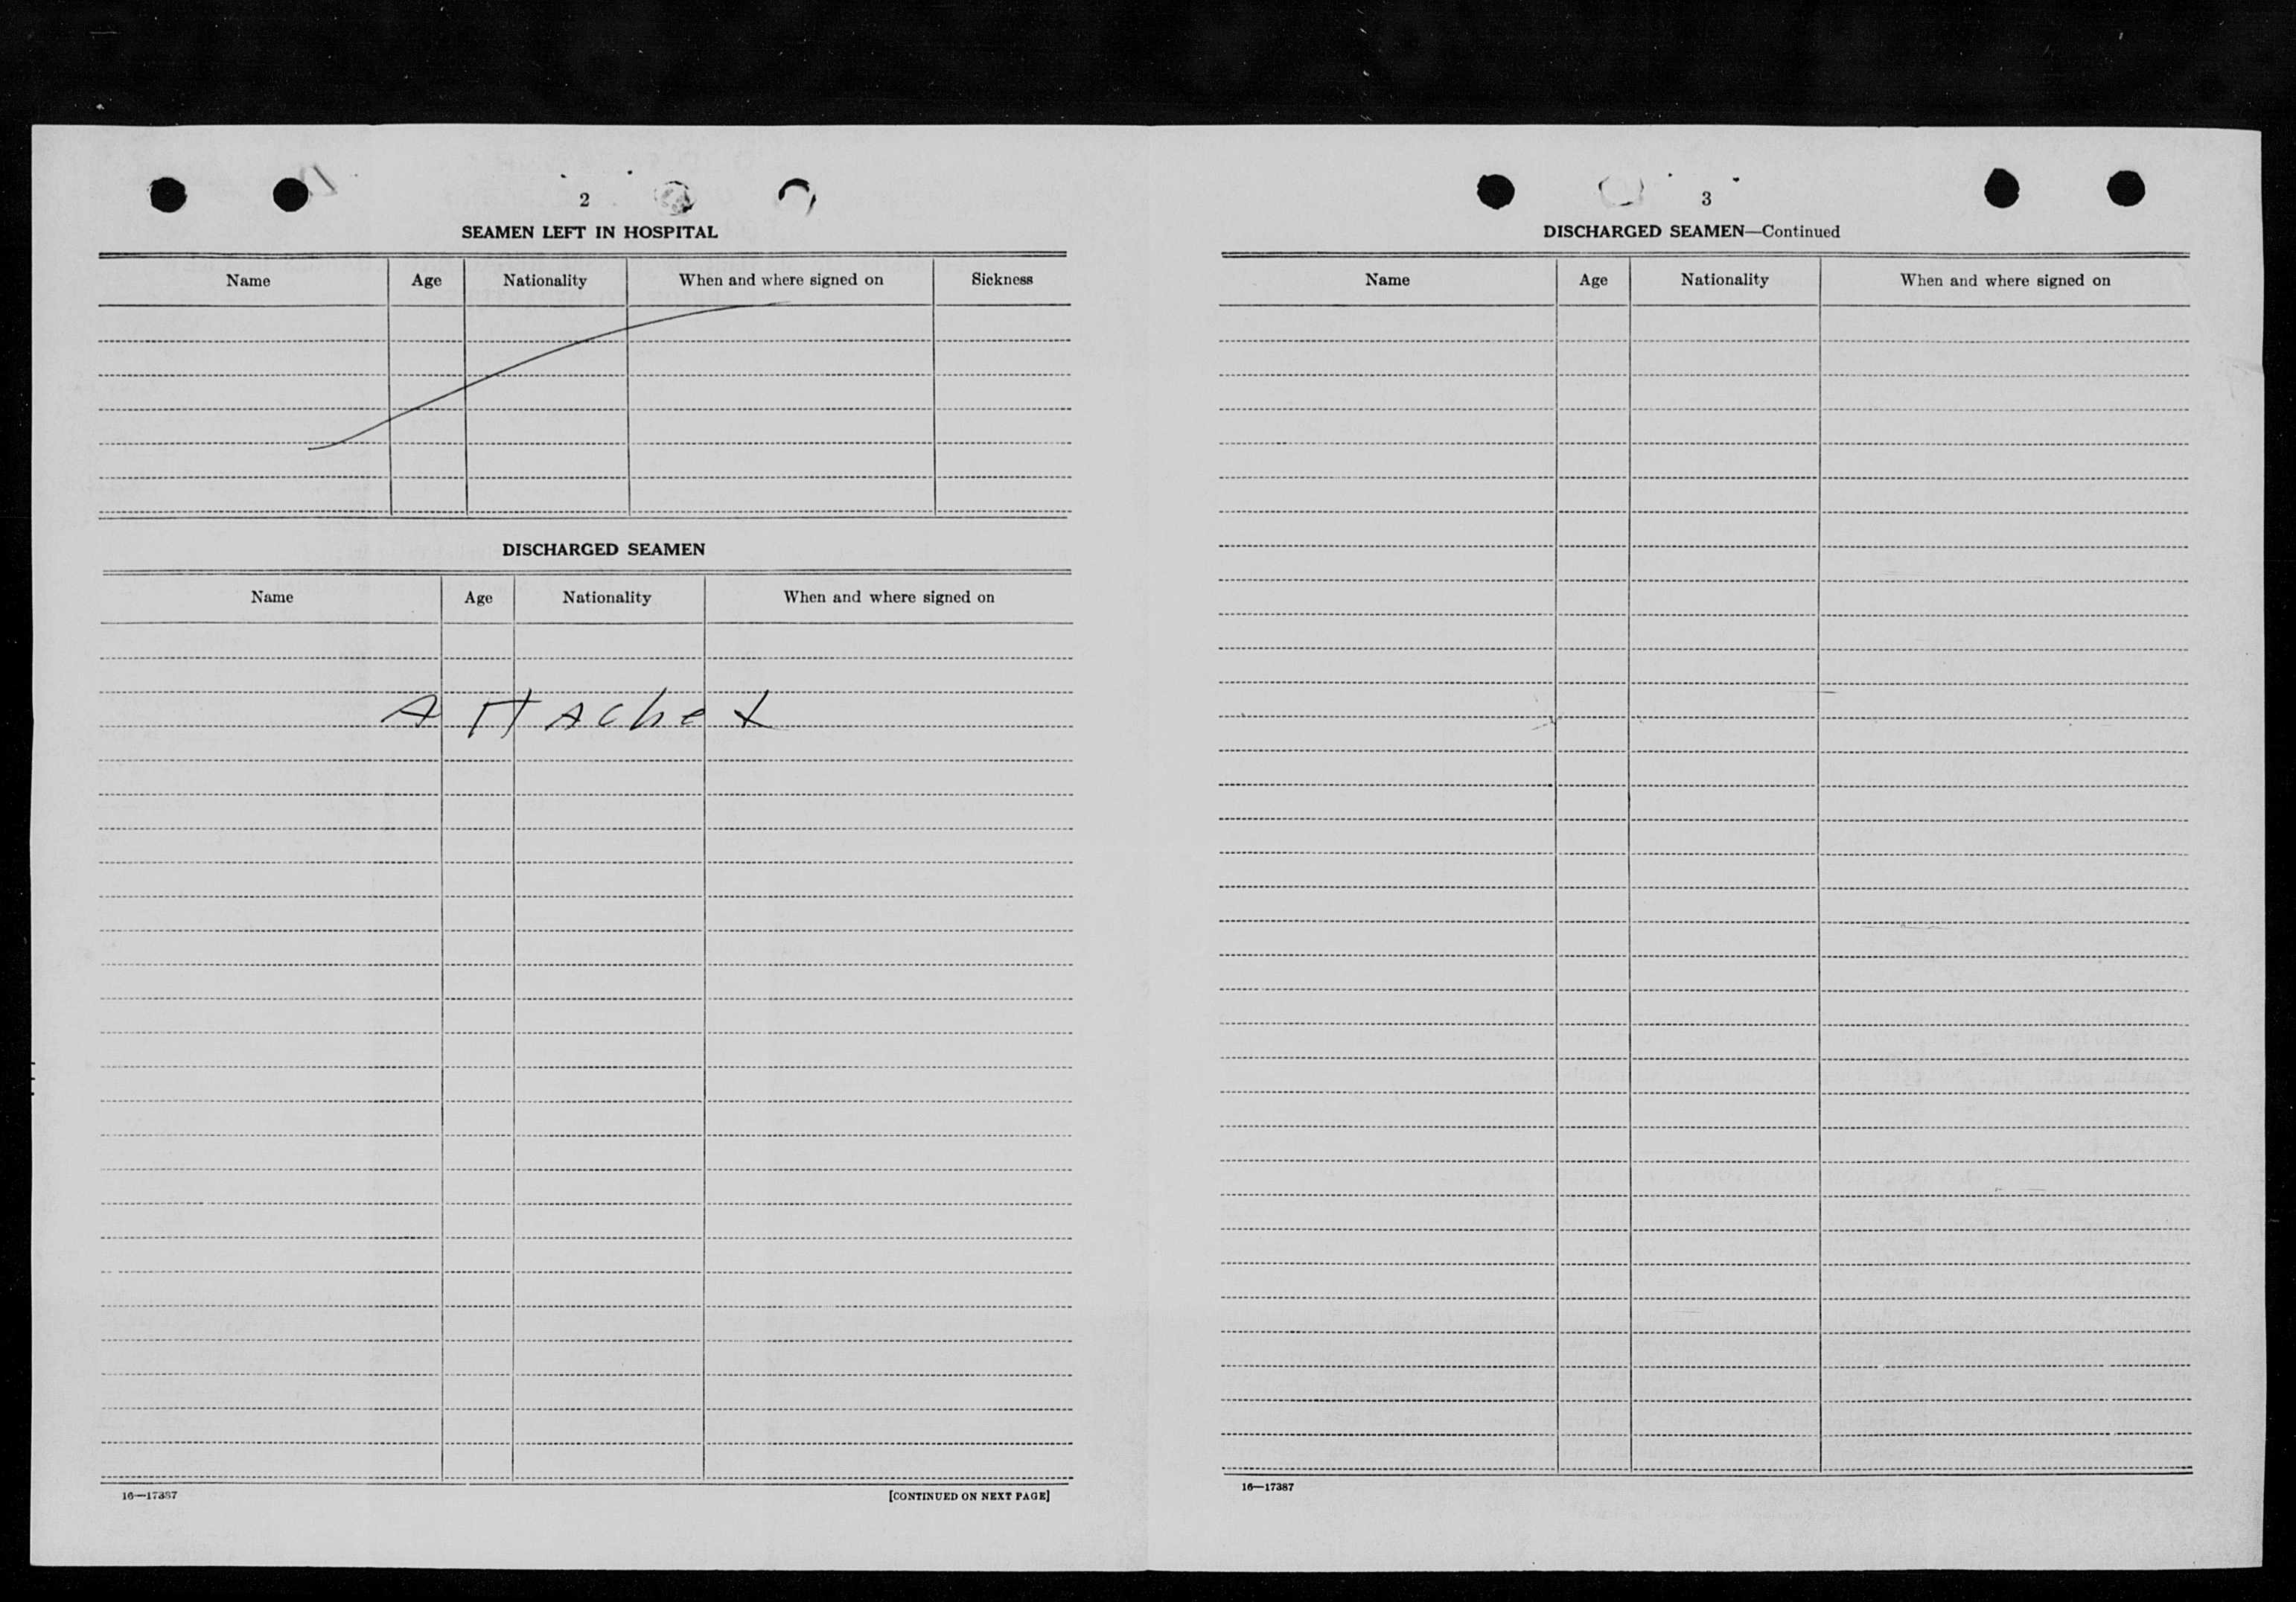 2
SEAMEN LEFT IN HOSPITAL
Name Age Nationality When and where signed on Sickness
DISCHARGED SEAMEN
Name Age Nationality When and where signed on
Attached
16—17387
[CONTINUED ON NEXT PAGE]
3
DISCHARGED SEAMEN—Continued
Name Age Nationality When and where signed on
16—17387